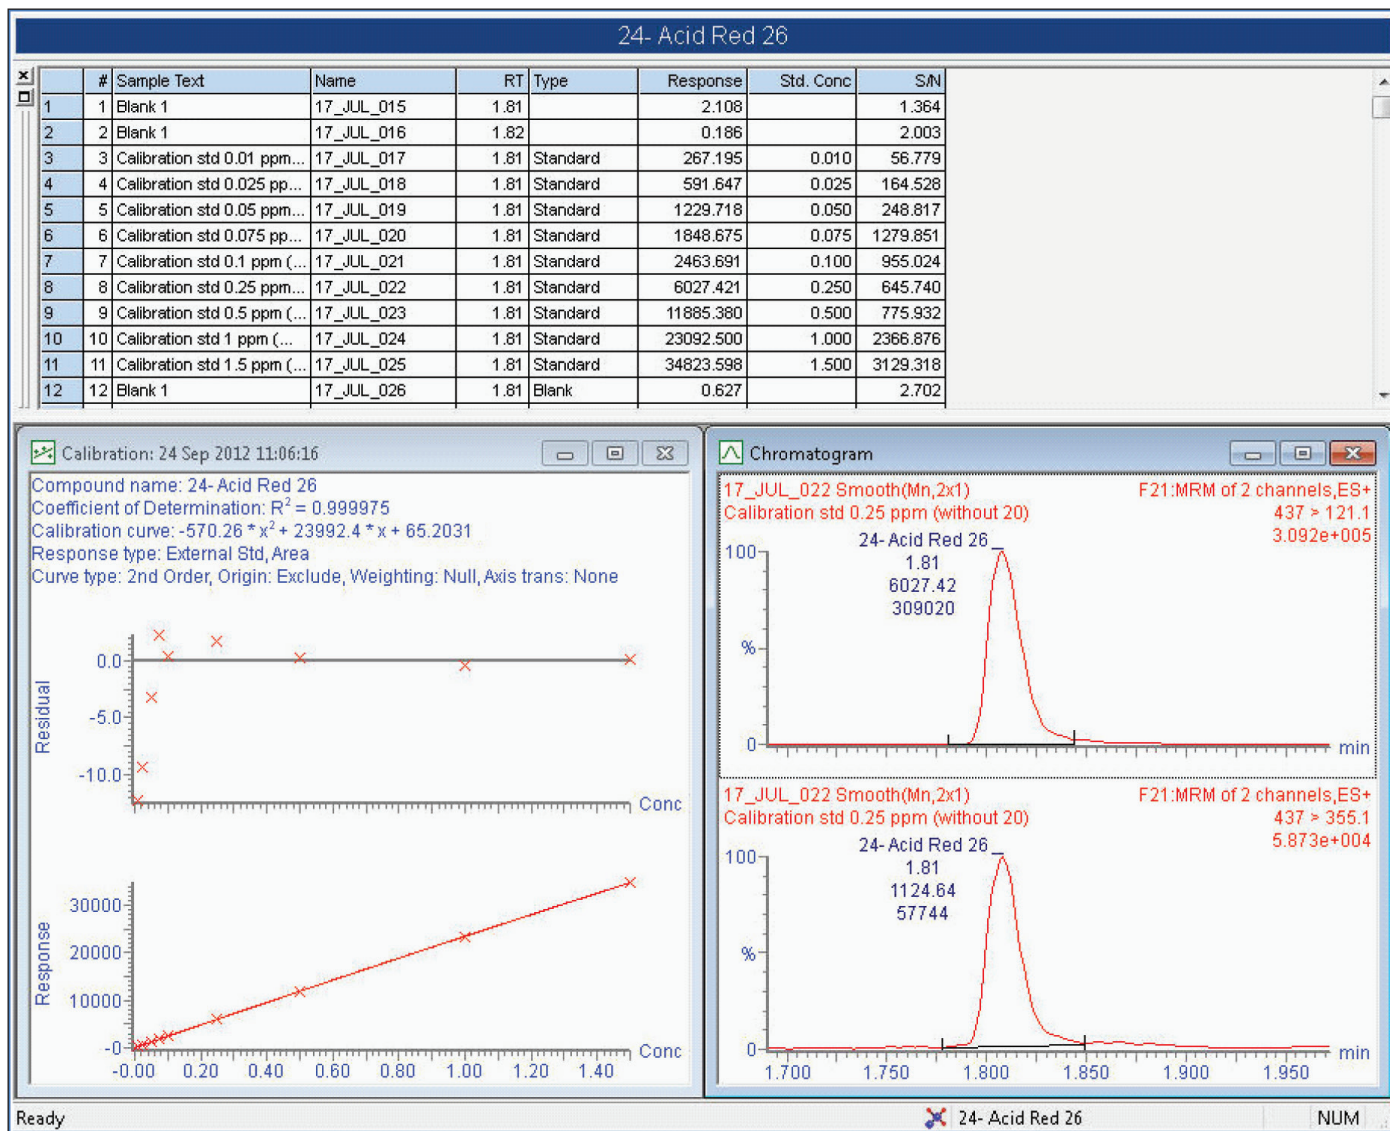 24- Acid Red 26
# Sample Text Name RT Type Response Std. Conc S/N
1 1 Blank 1 17_JUL_015 1.81 2.108 1.364
2 2 Blank 1 17_JUL_016 1.82 0.186 2.003
3 3 Calibration std 0.01 ppm... 17_JUL_017 1.81 Standard 267.195 0.010 56.779
4 4 Calibration std 0.025 pp... 17_JUL_018 1.81 Standard 591.647 0.025 164.528
5 5 Calibration std 0.05 ppm... 17_JUL_019 1.81 Standard 1229.718 0.050 248.817
6 6 Calibration std 0.075 pp... 17_JUL_020 1.81 Standard 1848.675 0.075 1279.851
7 7 Calibration std 0.1 ppm (... 17_JUL_021 1.81 Standard 2463.691 0.100 955.024
8 8 Calibration std 0.25 ppm... 17_JUL_022 1.81 Standard 6027.421 0.250 645.740
9 9 Calibration std 0.5 ppm (... 17_JUL_023 1.81 Standard 11885.380 0.500 775.932
10 10 Calibration std 1 ppm (... 17_JUL_024 1.81 Standard 23092.500 1.000 2366.876
11 11 Calibration std 1.5 ppm (... 17_JUL_025 1.81 Standard 34823.598 1.500 3129.318
12 12 Blank 1 17_JUL_026 1.81 Blank 0.627 2.702
Calibration: 24 Sep 2012 11:06:16
Compound name: 24- Acid Red 26
Coefficient of Determination: R² = 0.999975
Calibration curve: -570.26 * x² + 23992.4 * x + 65.2031
Response type: External Std, Area
Curve type: 2nd Order, Origin: Exclude, Weighting: Null, Axis trans: None
Residual
0.0
-5.0
-10.0
Conc
Response
30000
20000
10000
-0
Conc
-0.00 0.20 0.40 0.60 0.80 1.00 1.20 1.40
Chromatogram
17_JUL_022 Smooth(Mn,2x1) F21:MRM of 2 channels,ES+
Calibration std 0.25 ppm (without 20) 437 > 121.1
3.092e+005
24- Acid Red 26
1.81
6027.42
309020
100
%
0
min
17_JUL_022 Smooth(Mn,2x1) F21:MRM of 2 channels,ES+
Calibration std 0.25 ppm (without 20) 437 > 355.1
5.873e+004
24- Acid Red 26
1.81
1124.64
57744
100
%
0
min
1.700 1.750 1.800 1.850 1.900 1.950
Ready 24- Acid Red 26 NUM